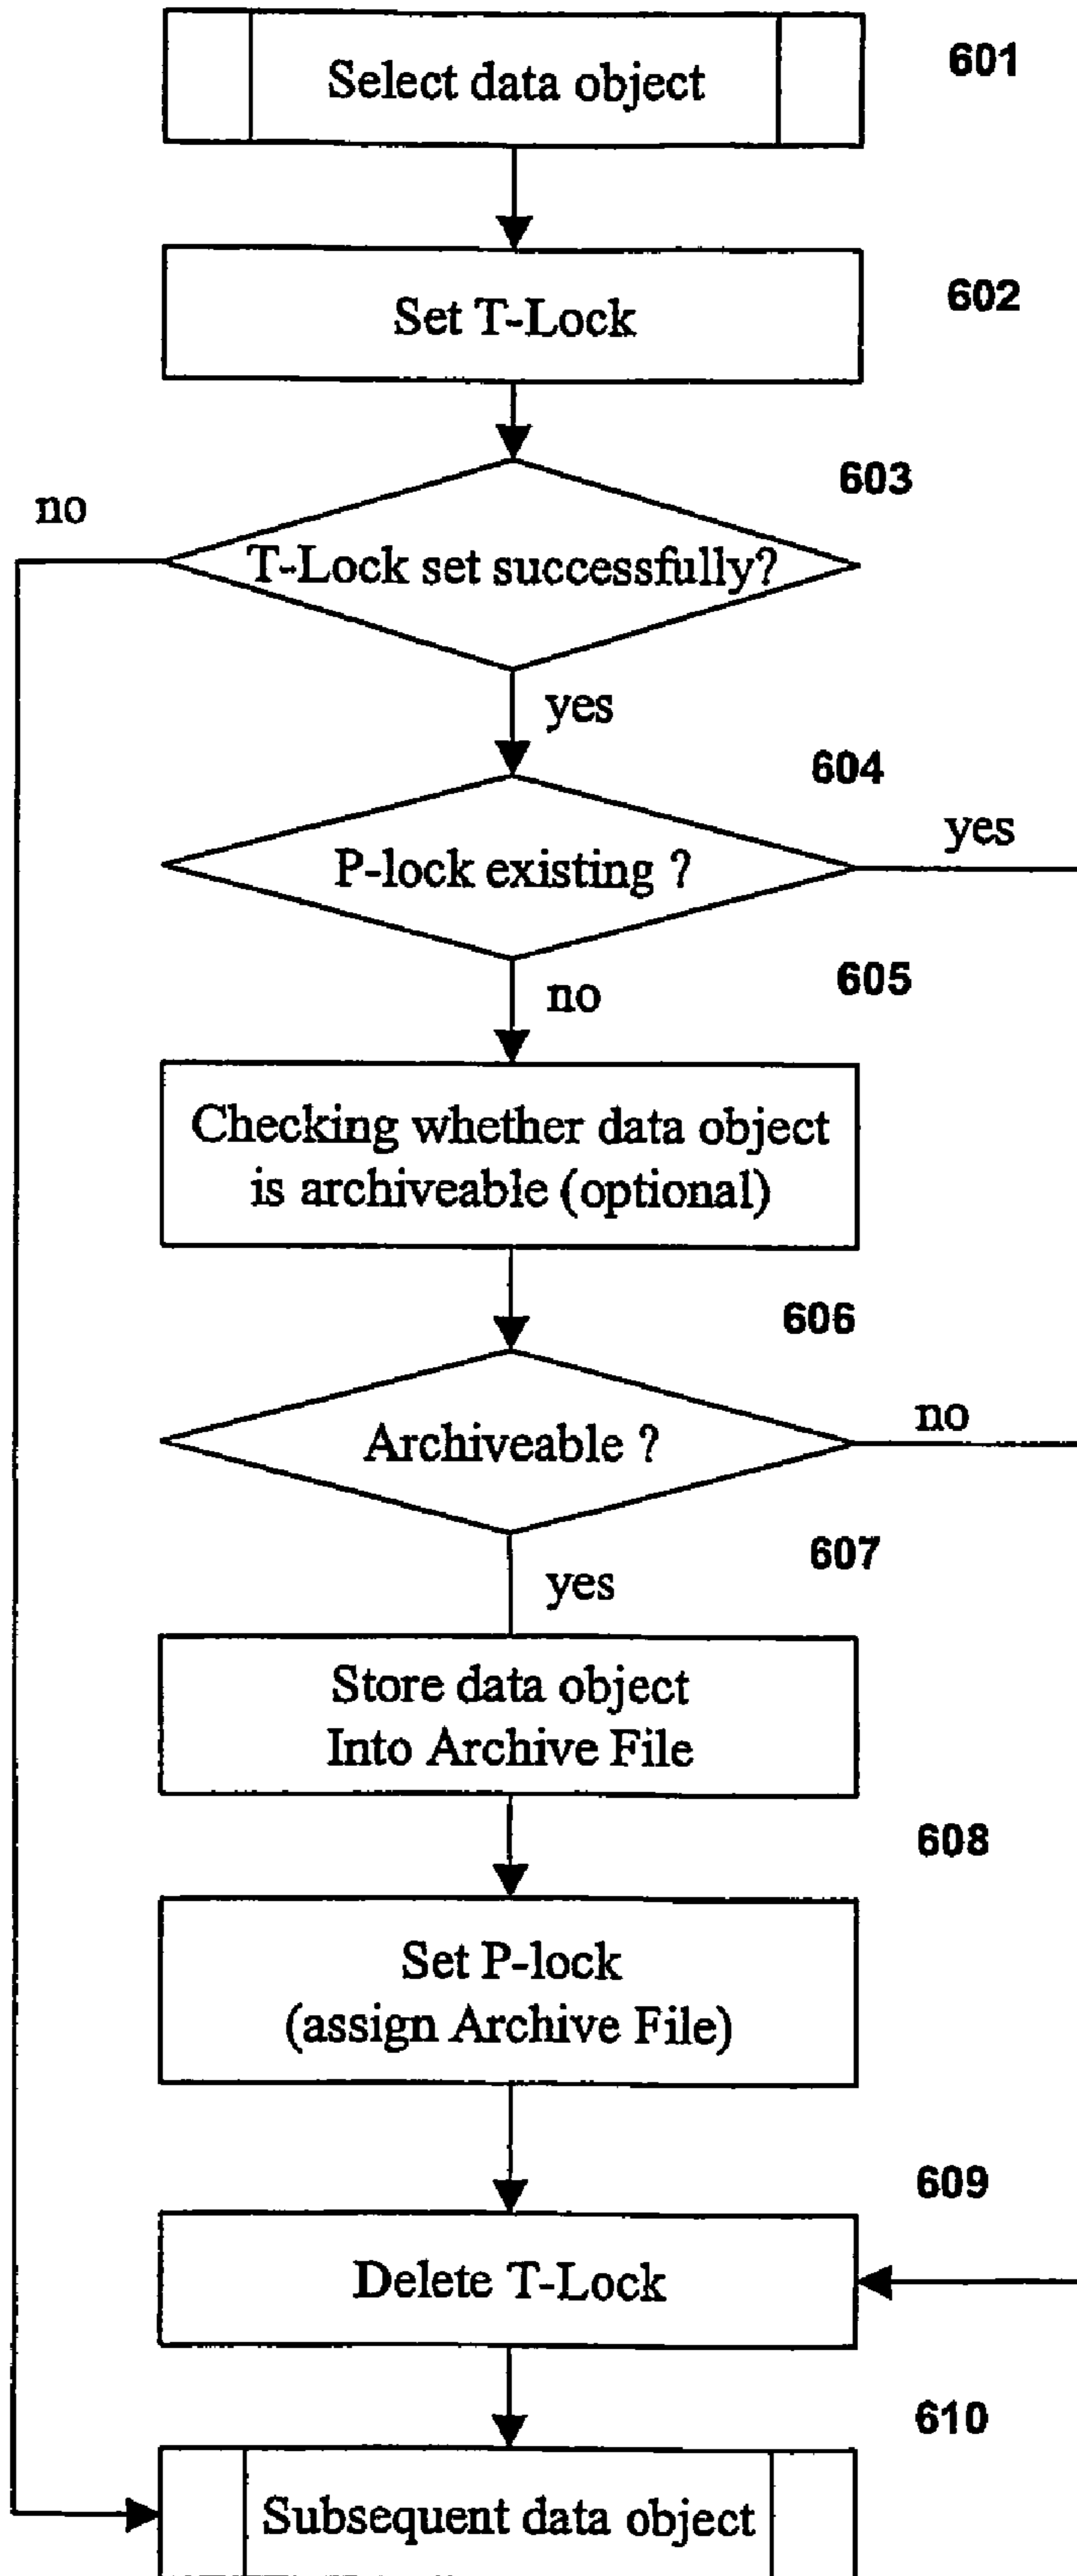 Select data object
601
Set T-Lock
602
603
no
T-Lock set successfully?
yes
604
yes
P-lock existing ?
605
no
Checking whether data object
is archiveable (optional)
606
no
Archiveable ?
607
yes
Store data object
Into Archive File
608
Set P-lock
(assign Archive File)
609
Delete T-Lock
610
Subsequent data object